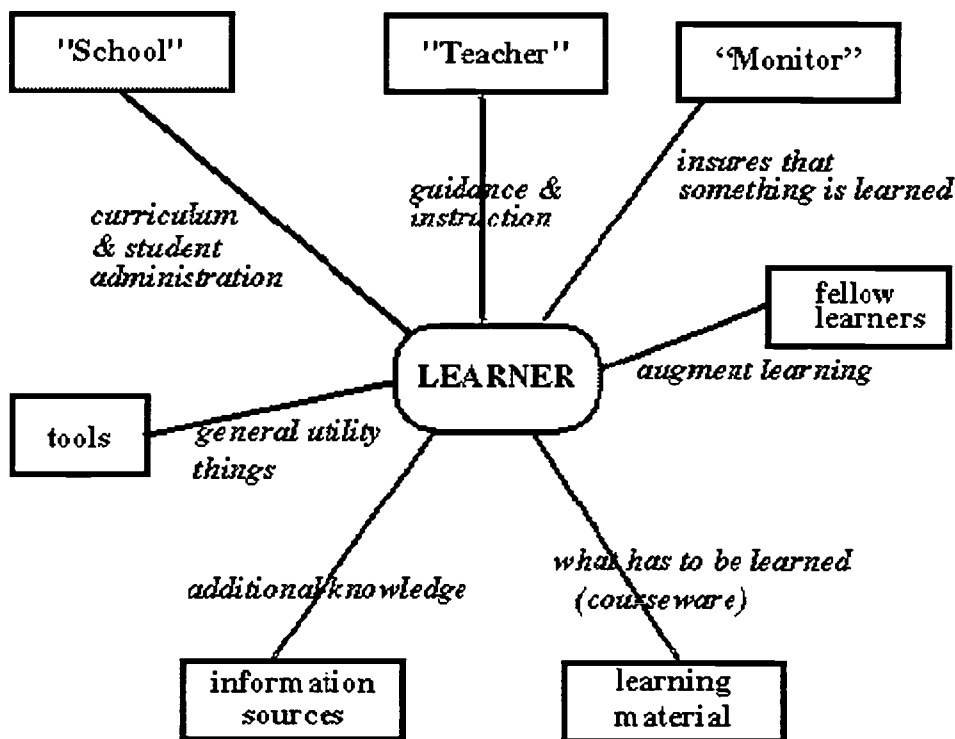 "School"
"Teacher"
“Monitor”
insures that
something is learned
guidance &
instruction
curriculum
& student
administration
fellow
learners
LEARNER
augment learning
tools
general utility
things
what has to be learned
(courseware)
additional knowledge
information
sources
learning
material